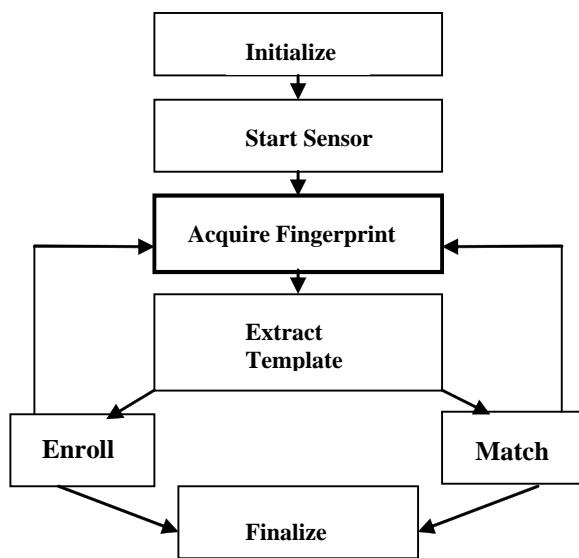 Initialize
Start Sensor
Acquire Fingerprint
Extract
Template
Enroll
Match
Finalize